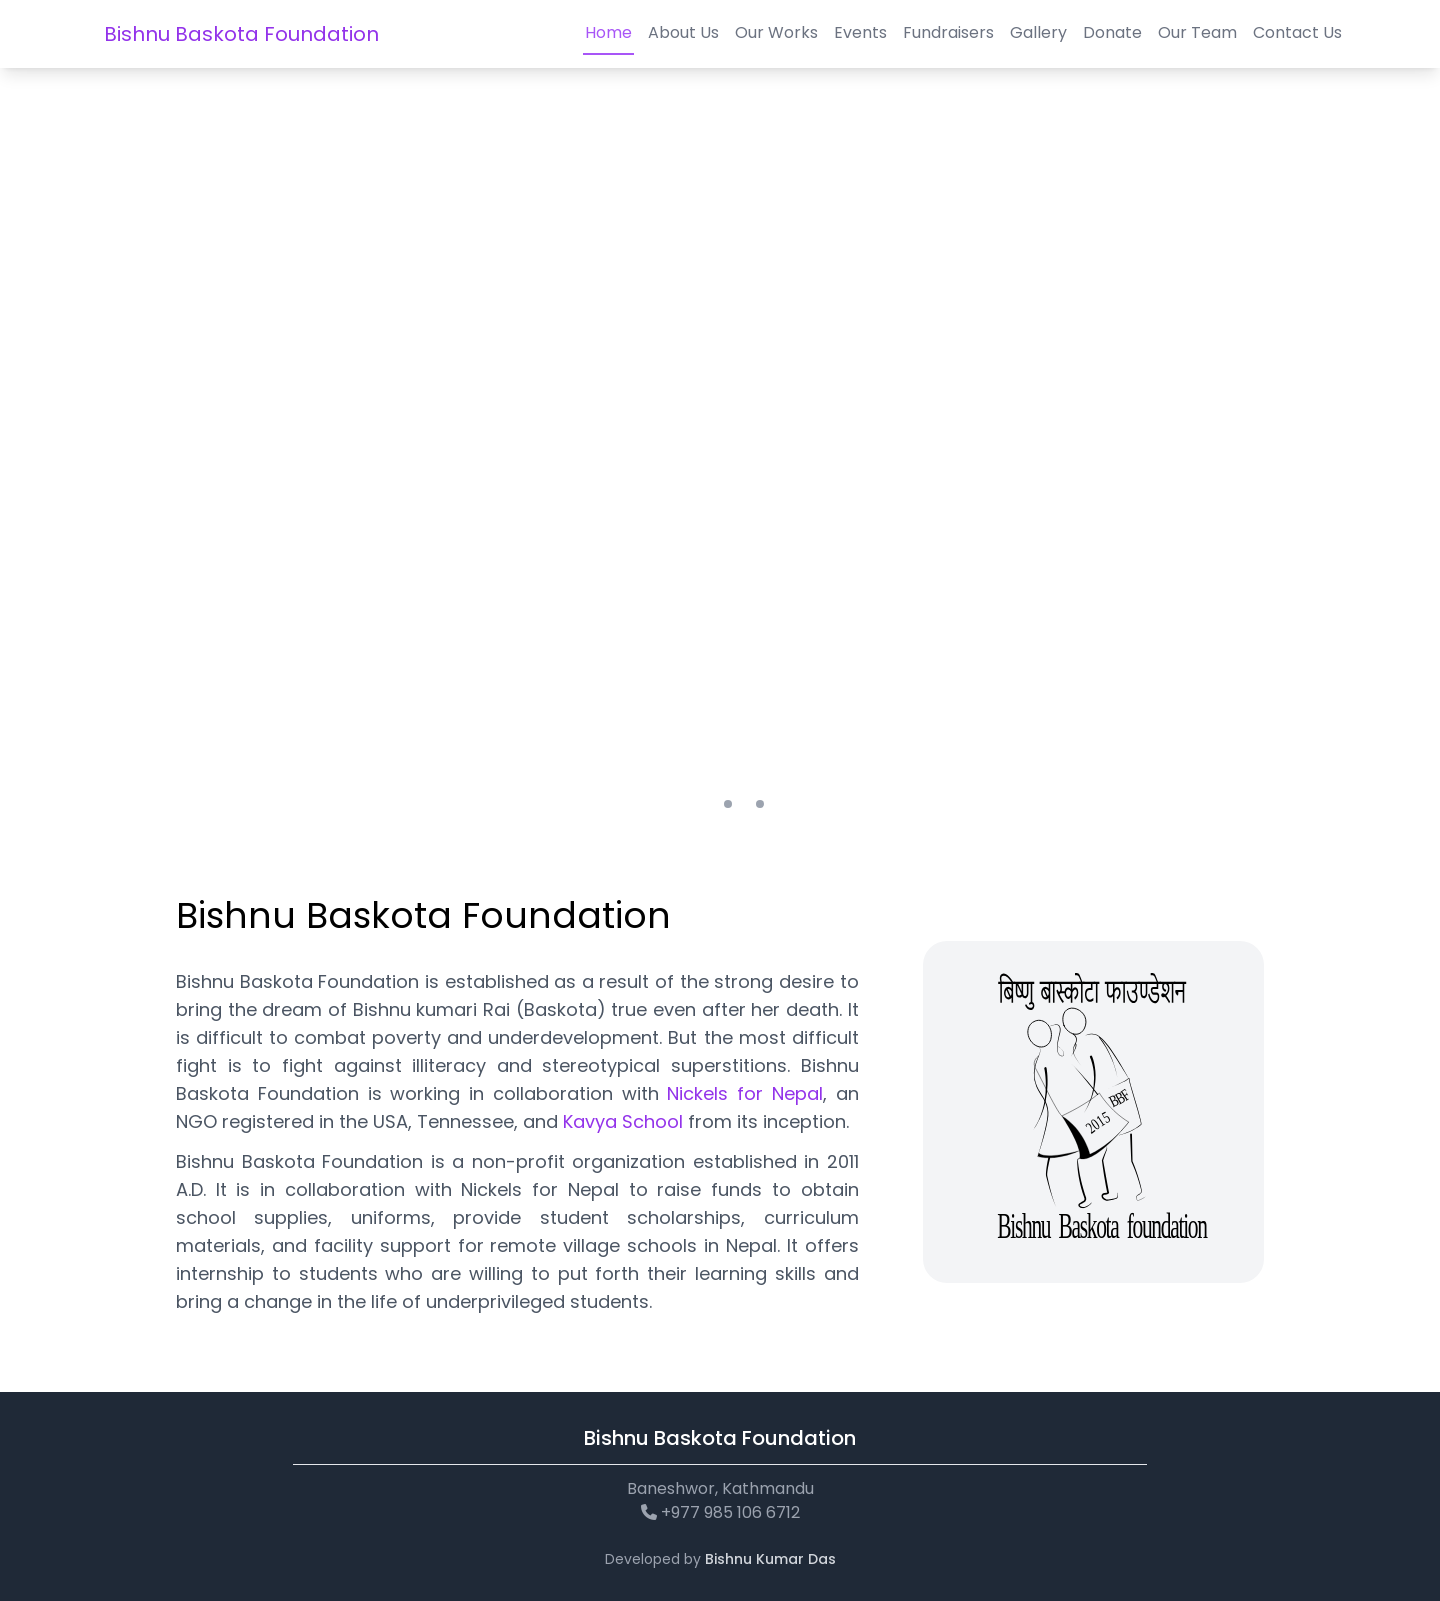 Bishnu Baskota Foundation
Home About Us Our Works Events Fundraisers Gallery Donate Our Team Contact Us
Bishnu Baskota Foundation
Bishnu Baskota Foundation is established as a result of the strong desire to
bring the dream of Bishnu kumari Rai (Baskota) true even after her death. It
is difficult to combat poverty and underdevelopment. But the most difficult
fight is to fight against illiteracy and stereotypical superstitions. Bishnu
Baskota Foundation is working in collaboration with Nickels for Nepal, an
NGO registered in the USA, Tennessee, and Kavya School from its inception.
Bishnu Baskota Foundation is a non-profit organization established in 2011
A.D. It is in collaboration with Nickels for Nepal to raise funds to obtain
school supplies, uniforms, provide student scholarships, curriculum
materials, and facility support for remote village schools in Nepal. It offers
internship to students who are willing to put forth their learning skills and
bring a change in the life of underprivileged students.
बिष्णु बास्कोटा फाउण्डेशन
BBF
2015
Bishnu Baskota foundation
Bishnu Baskota Foundation
Baneshwor, Kathmandu
+977 985 106 6712
Developed by Bishnu Kumar Das